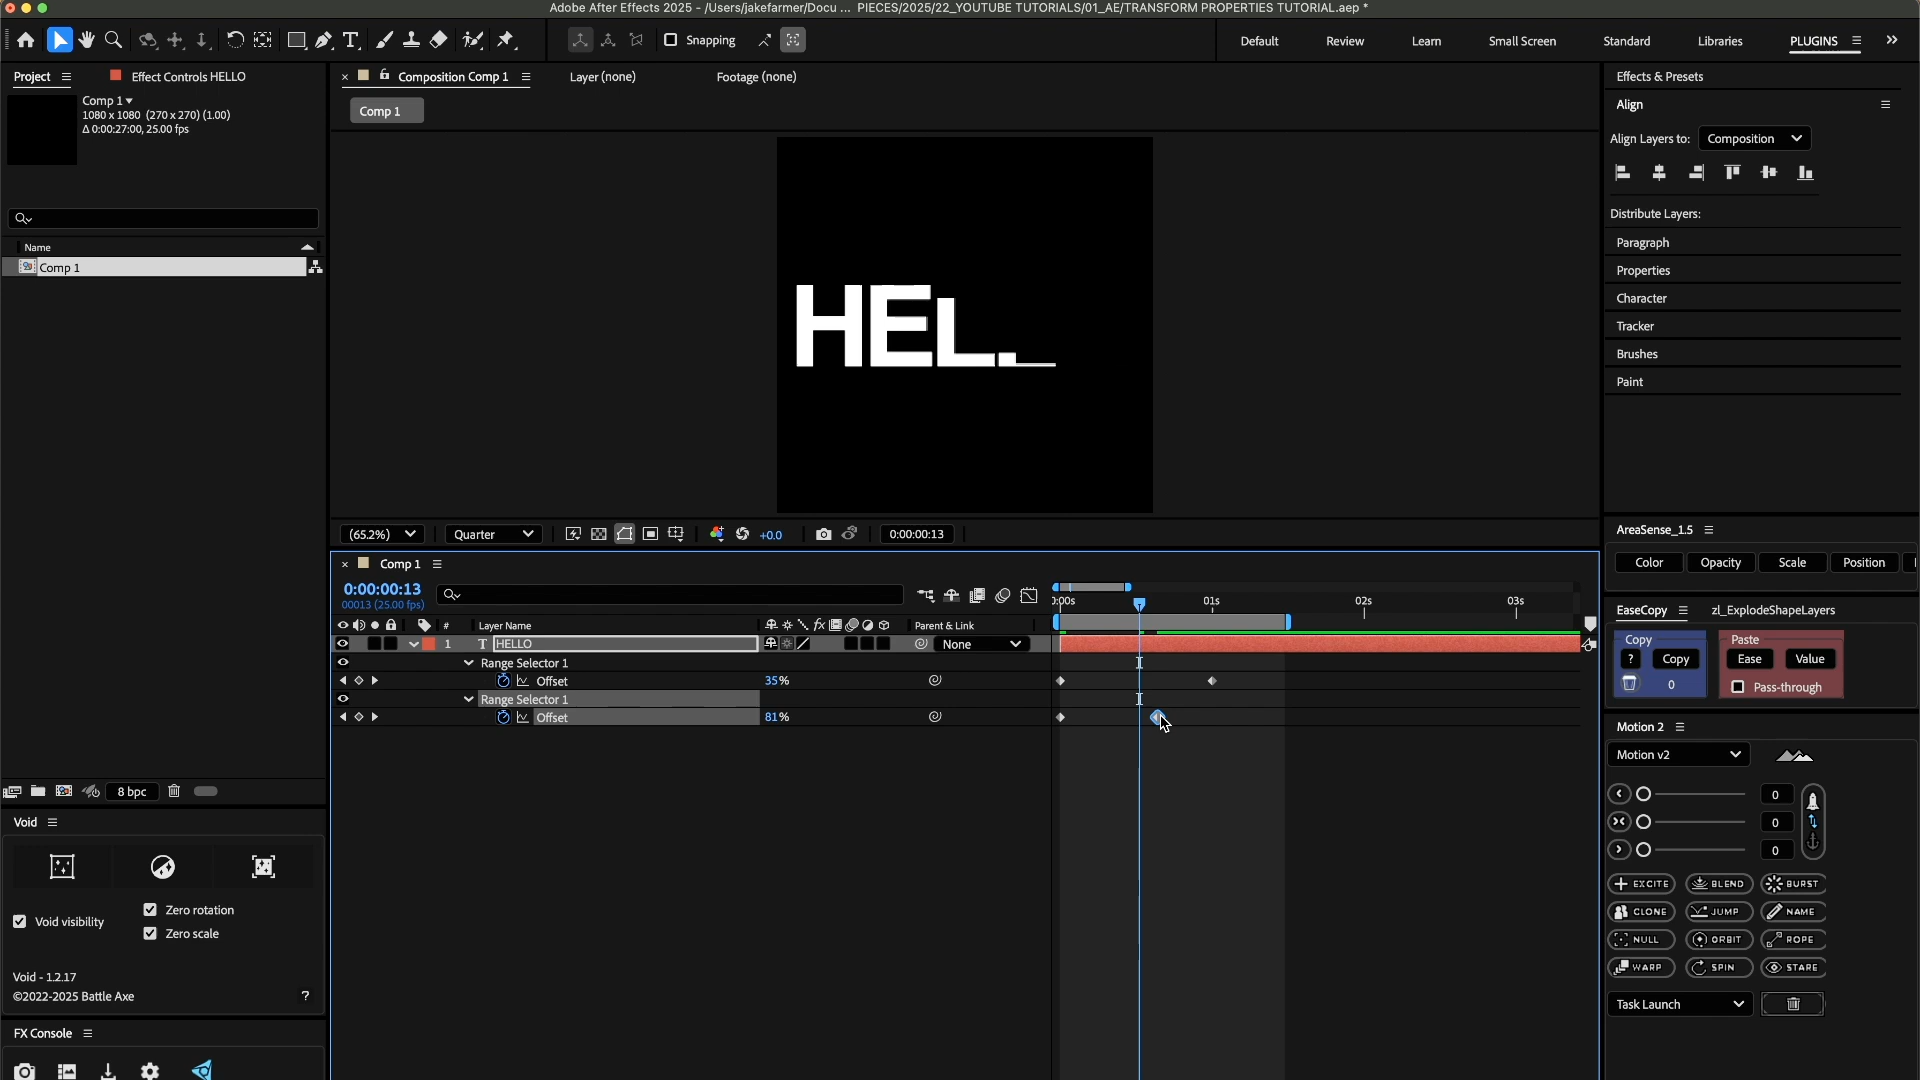 Adobe After Effects 2025 - /Users/jakefarmer/Docu ... PIECES/2025/22_YOUTUBE TUTORIALS/01_AE/TRANSFORM PROPERTIES TUTORIAL.aep *
Snapping
Default
Review
Learn
Small Screen
Standard
Libraries
PLUGINS
Project
Effect Controls HELLO
Composition Comp 1
Layer (none)
Footage (none)
Effects & Presets
Comp 1
1080 x 1080 (270 x 270) (1.00)
Δ 0:00:27:00, 25.00 fps
Comp 1
Align
Align Layers to:
Composition
Distribute Layers:
Paragraph
Properties
Character
Tracker
Brushes
Paint
Name
Comp 1
HEL
(65.2%)
Quarter
+0.0
0:00:00:13
AreaSense_1.5
Color
Opacity
Scale
Position
Comp 1
0:00:00:13
00013 (25.00 fps)
01s
02s
03s
# Layer Name
Parent & Link
1 T HELLO
None
Range Selector 1
Offset
35%
Range Selector 1
Offset
81%
EaseCopy
zl_ExplodeShapeLayers
Copy
Paste
?
Copy
Ease
Value
0
Pass-through
Motion 2
Motion v2
0
0
0
EXCITE
BLEND
BURST
CLONE
JUMP
NAME
NULL
ORBIT
ROPE
WARP
SPIN
STARE
Task Launch
8 bpc
Void
Void visibility
Zero rotation
Zero scale
Void - 1.2.17
©2022-2025 Battle Axe
?
FX Console